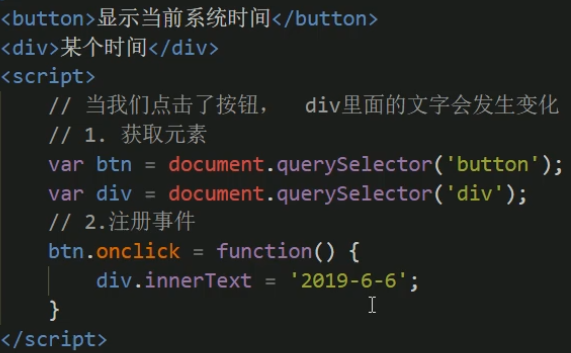 <button>显示当前系统时间</button>
<div>某个时间</div>
<script>
    // 当我们点击了按钮，  div里面的文字会发生变化
    // 1. 获取元素
    var btn = document.querySelector('button');
    var div = document.querySelector('div');
    // 2.注册事件
    btn.onclick = function() {
        div.innerText = '2019-6-6';
    }
</script>